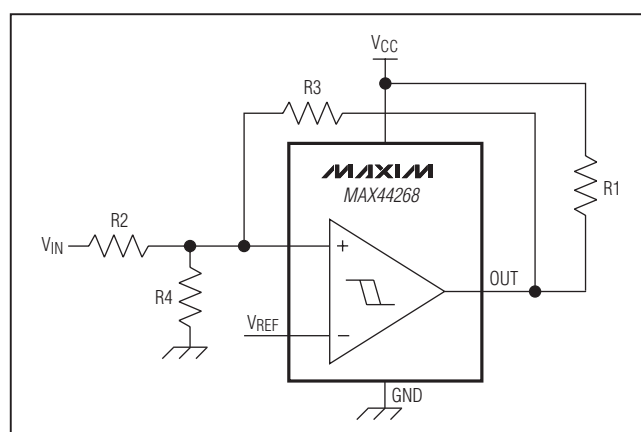 VCC
R3
MAXIM
MAX44268
R1
R2
VIN
+
R4
OUT
VREF
−
GND